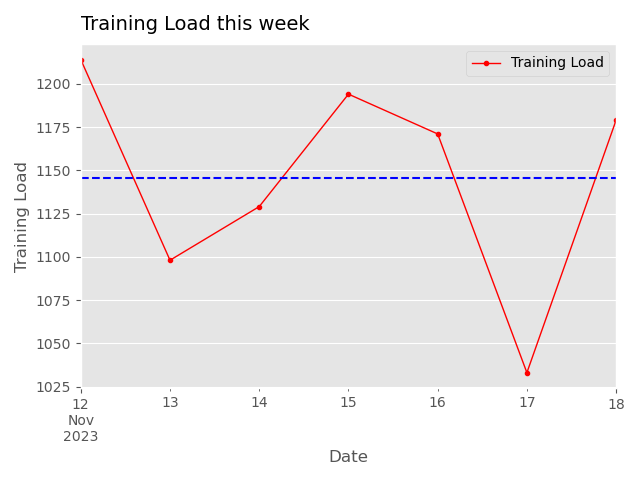 Training Load this week
Training Load
1200
1175
1150
1125
1100
1075
1050
1025
Training Load
12 13 14 15 16 17 18
Nov
2023
Date